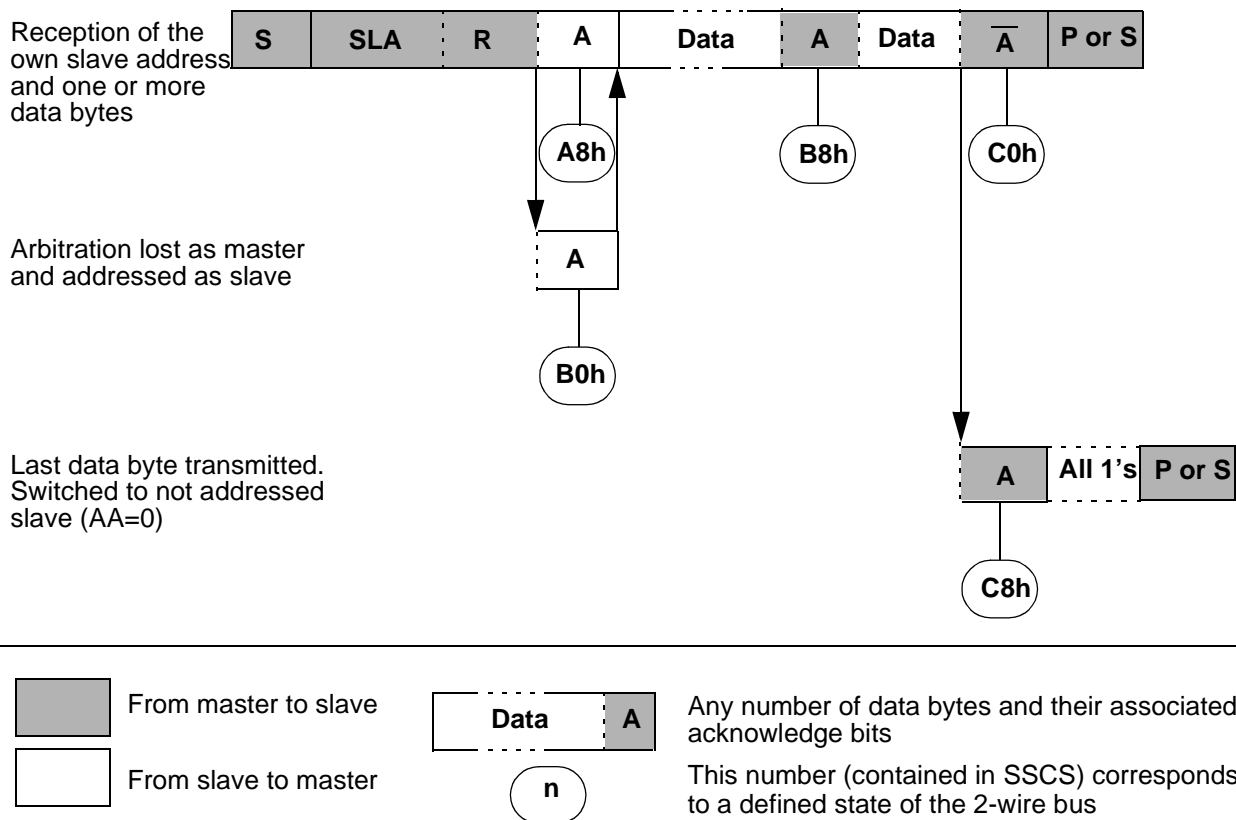 Reception of the
own slave address
and one or more
data bytes
S SLA R A Data A Data A P or S
A8h B8h C0h
Arbitration lost as master
and addressed as slave
A
B0h
Last data byte transmitted.
Switched to not addressed
slave (AA=0)
A All 1's P or S
C8h
From master to slave
Data A
Any number of data bytes and their associated
acknowledge bits
From slave to master
n
This number (contained in SSCS) corresponds
to a defined state of the 2-wire bus